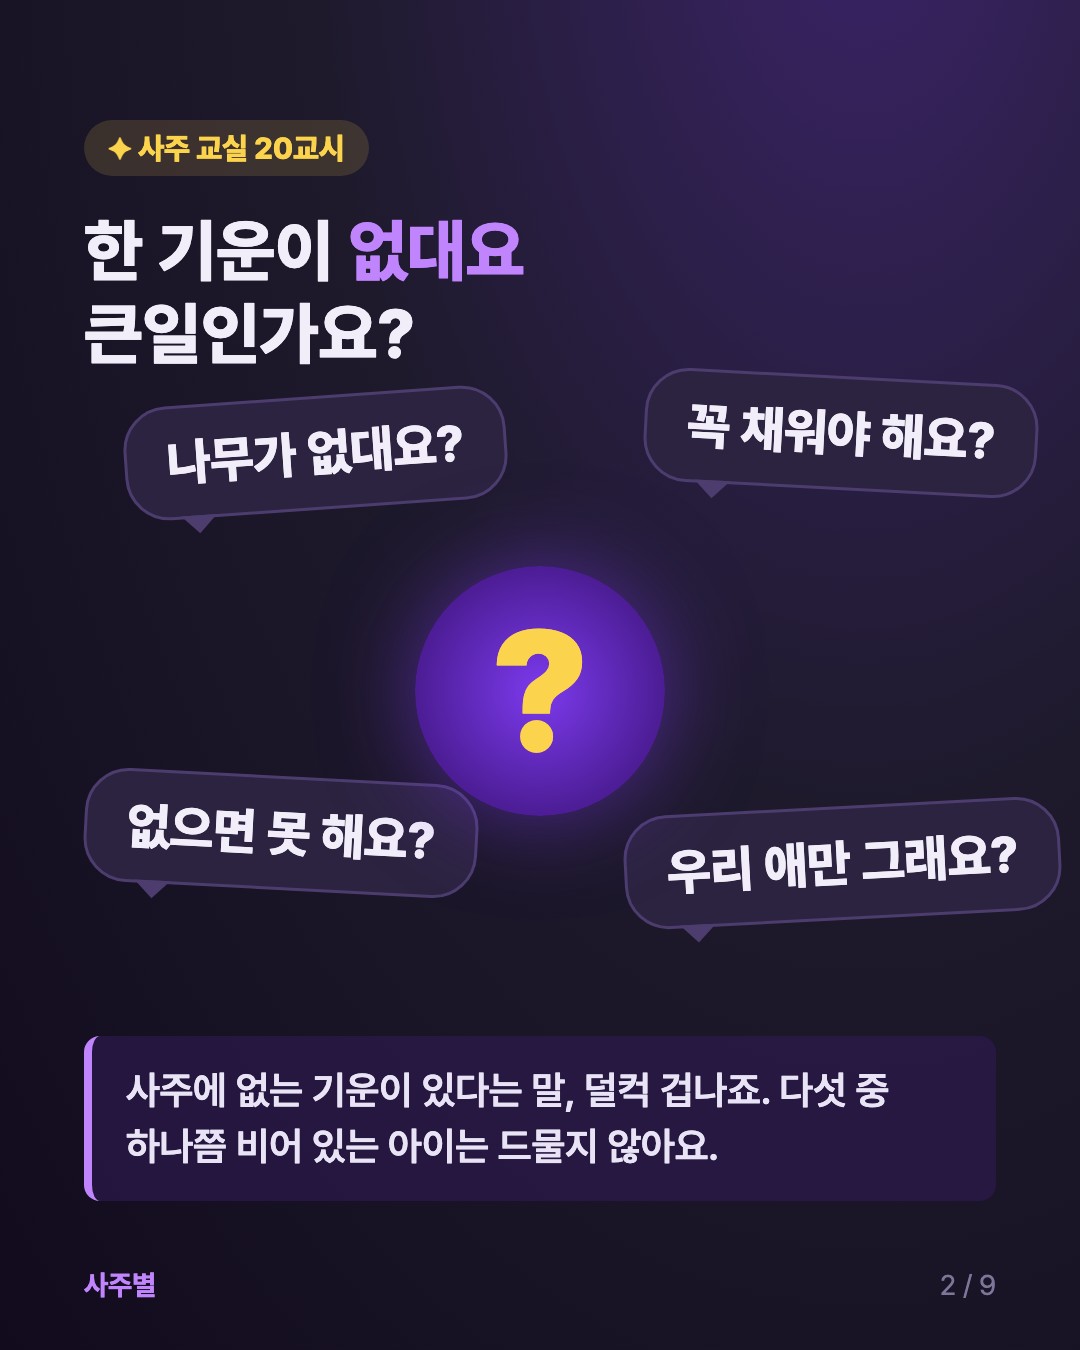 ✦ 사주 교실 20교시
한 기운이 없대요
큰일인가요?
나무가 없대요?
꼭 채워야 해요?
?
없으면 못 해요?
우리 애만 그래요?
사주에 없는 기운이 있다는 말, 덜컥 겁나죠. 다섯 중
하나쯤 비어 있는 아이는 드물지 않아요.
사주별
2 / 9